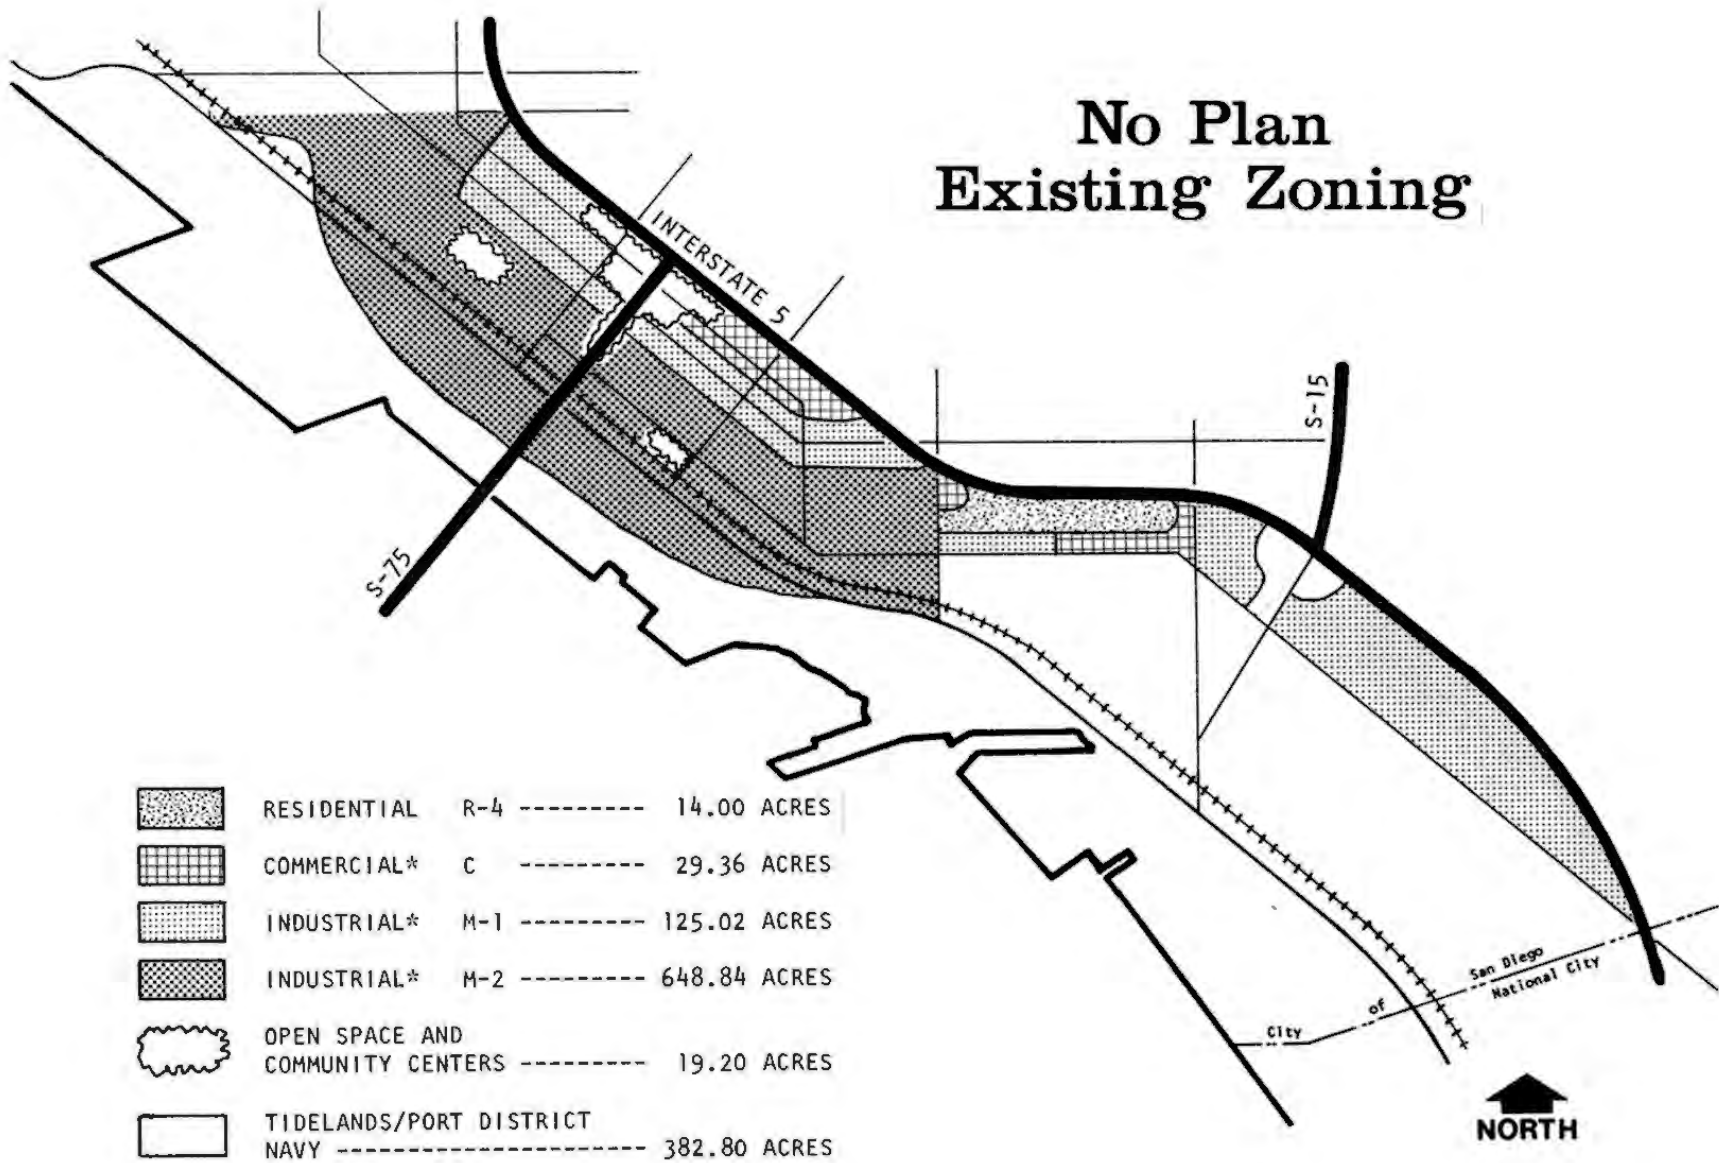 No Plan
Existing Zoning
INTERSTATE 5
S-15
S-75
RESIDENTIAL R-4 --------- 14.00 ACRES
COMMERCIAL* C --------- 29.36 ACRES
INDUSTRIAL* M-1 --------- 125.02 ACRES
INDUSTRIAL* M-2 --------- 648.84 ACRES
OPEN SPACE AND
COMMUNITY CENTERS --------- 19.20 ACRES
TIDELANDS/PORT DISTRICT
NAVY ---------------------- 382.80 ACRES
San Diego
City of National City
NORTH